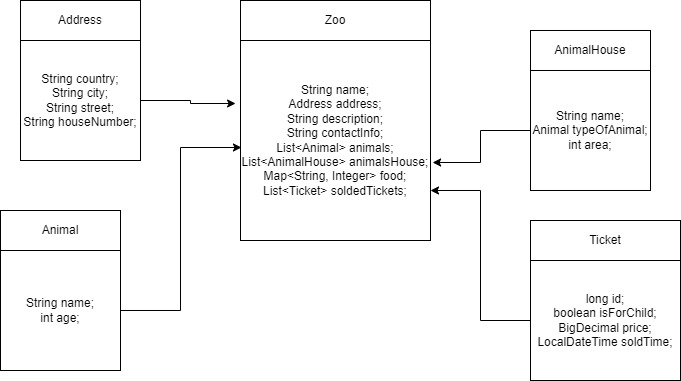 Address
String country;
String city;
String street;
String houseNumber;
Zoo
String name;
Address address;
String description;
String contactInfo;
List<Animal> animals;
List<AnimalHouse> animalsHouse;
Map<String, Integer> food;
List<Ticket> soldedTickets;
AnimalHouse
String name;
Animal typeOfAnimal;
int area;
Animal
String name;
int age;
Ticket
long id;
boolean isForChild;
BigDecimal price;
LocalDateTime soldTime;